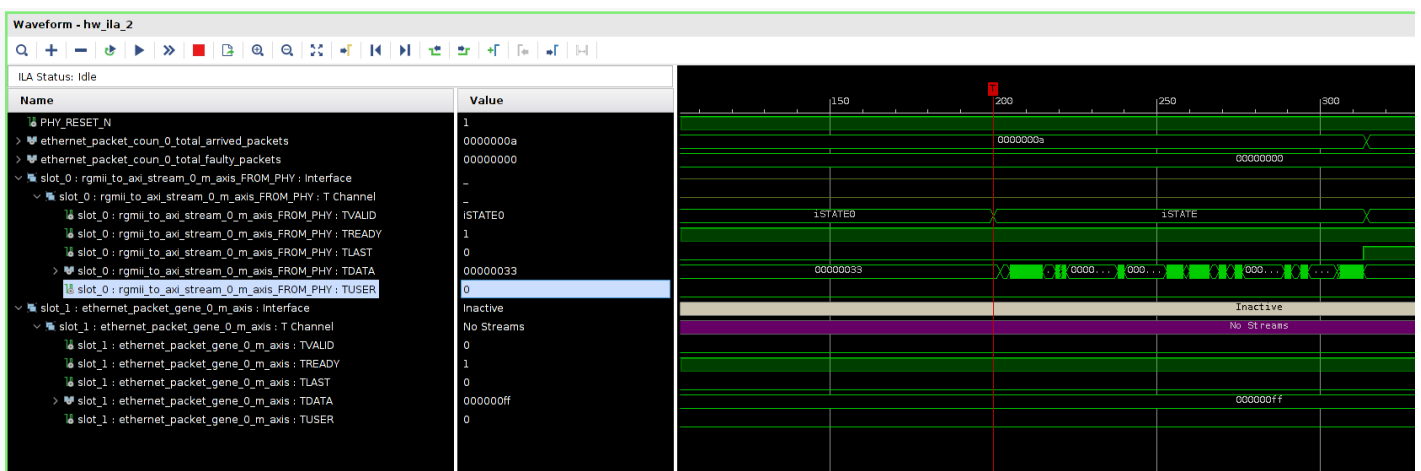 Waveform - hw_ila_2
ILA Status: Idle
Name Value
T
150 200 250 300
PHY_RESET_N 1
ethernet_packet_coun_0_total_arrived_packets 0000000a 0000000a
ethernet_packet_coun_0_total_faulty_packets 00000000 00000000
slot_0 : rgmii_to_axi_stream_0_m_axis_FROM_PHY : Interface _
slot_0 : rgmii_to_axi_stream_0_m_axis_FROM_PHY : T Channel _
slot_0 : rgmii_to_axi_stream_0_m_axis_FROM_PHY : TVALID iSTATE0 iSTATE0 iSTATE
slot_0 : rgmii_to_axi_stream_0_m_axis_FROM_PHY : TREADY 1
slot_0 : rgmii_to_axi_stream_0_m_axis_FROM_PHY : TLAST 0
slot_0 : rgmii_to_axi_stream_0_m_axis_FROM_PHY : TDATA 00000033 00000033 . 0000... 000... 000... ...
slot_0 : rgmii_to_axi_stream_0_m_axis_FROM_PHY : TUSER 0
slot_1 : ethernet_packet_gene_0_m_axis : Interface Inactive Inactive
slot_1 : ethernet_packet_gene_0_m_axis : T Channel No Streams No Streams
slot_1 : ethernet_packet_gene_0_m_axis : TVALID 0
slot_1 : ethernet_packet_gene_0_m_axis : TREADY 1
slot_1 : ethernet_packet_gene_0_m_axis : TLAST 0
slot_1 : ethernet_packet_gene_0_m_axis : TDATA 000000ff 000000ff
slot_1 : ethernet_packet_gene_0_m_axis : TUSER 0